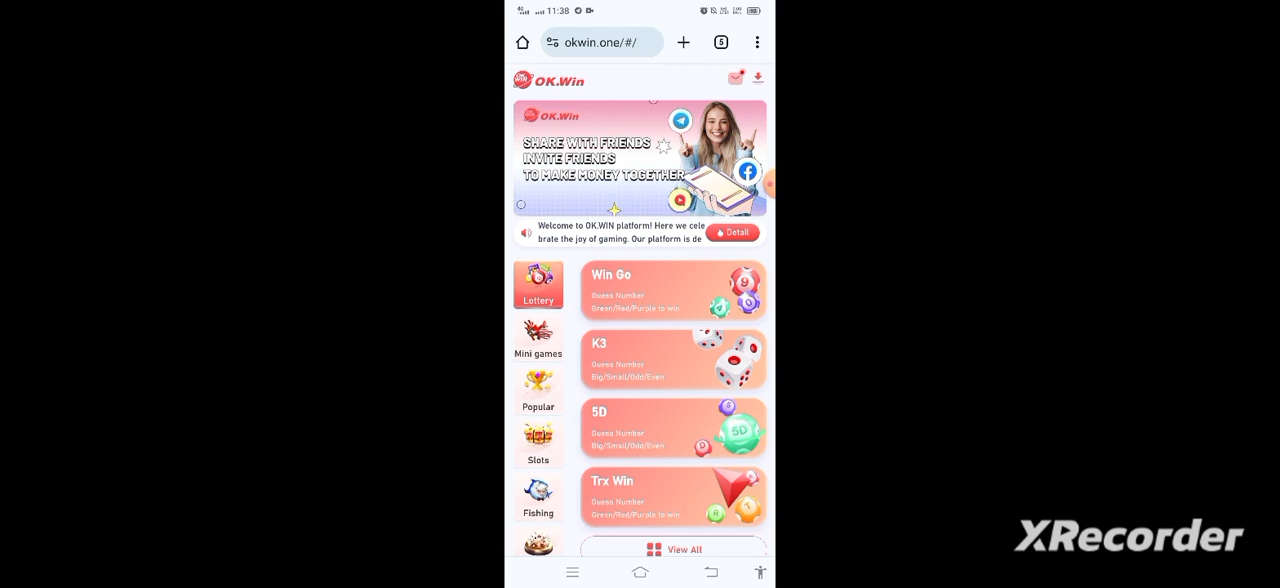 4G 11:38
okwin.one/#/ 5
OK.Win
OK.Win
SHARE WITH FRIENDS
INVITE FRIENDS
TO MAKE MONEY TOGETHER
Welcome to OK.WIN platform! Here we cele
brate the joy of gaming. Our platform is de
Detail
Lottery
Mini games
Popular
Slots
Fishing
Win Go
Guess Number
Green/Red/Purple to win
K3
Guess Number
Big/Small/Odd/Even
5D
Guess Number
Big/Small/Odd/Even
5D
Trx Win
Guess Number
Green/Red/Purple to win
View All
XRecorder